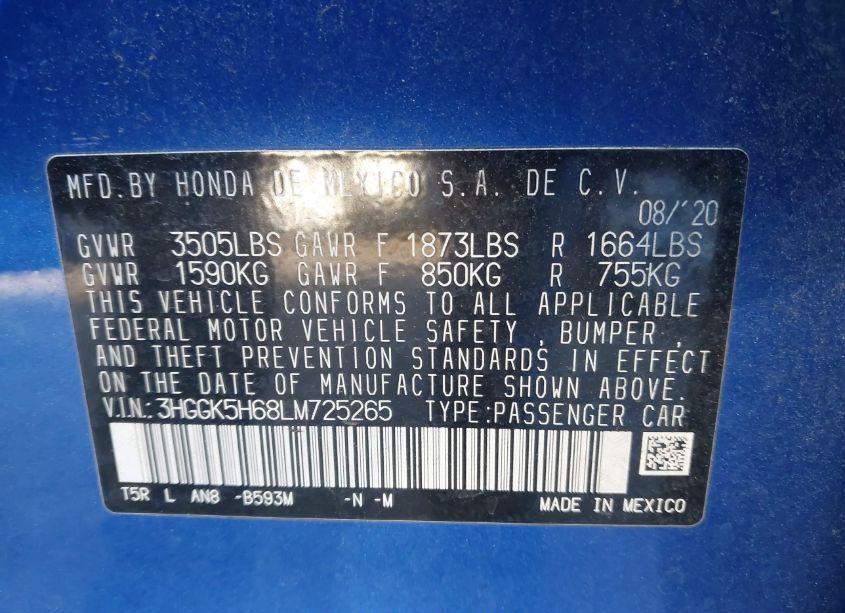 MFD.BY HONDA DE MEXICO S.A. DE C.V.
08/'20
GVWR 3505LBS GAWR F 1873LBS R 1664LBS
GVWR 1590KG GAWR F 850KG R 755KG
THIS VEHICLE CONFORMS TO ALL APPLICABLE
FEDERAL MOTOR VEHICLE SAFETY , BUMPER ,
AND THEFT PREVENTION STANDARDS IN EFFECT
ON THE DATE OF MANUFACTURE SHOWN ABOVE.
V.I.N.: 3HGGK5H68LM725265 TYPE:PASSENGER CAR
T5R L AN8 -B593M -N -M MADE IN MEXICO